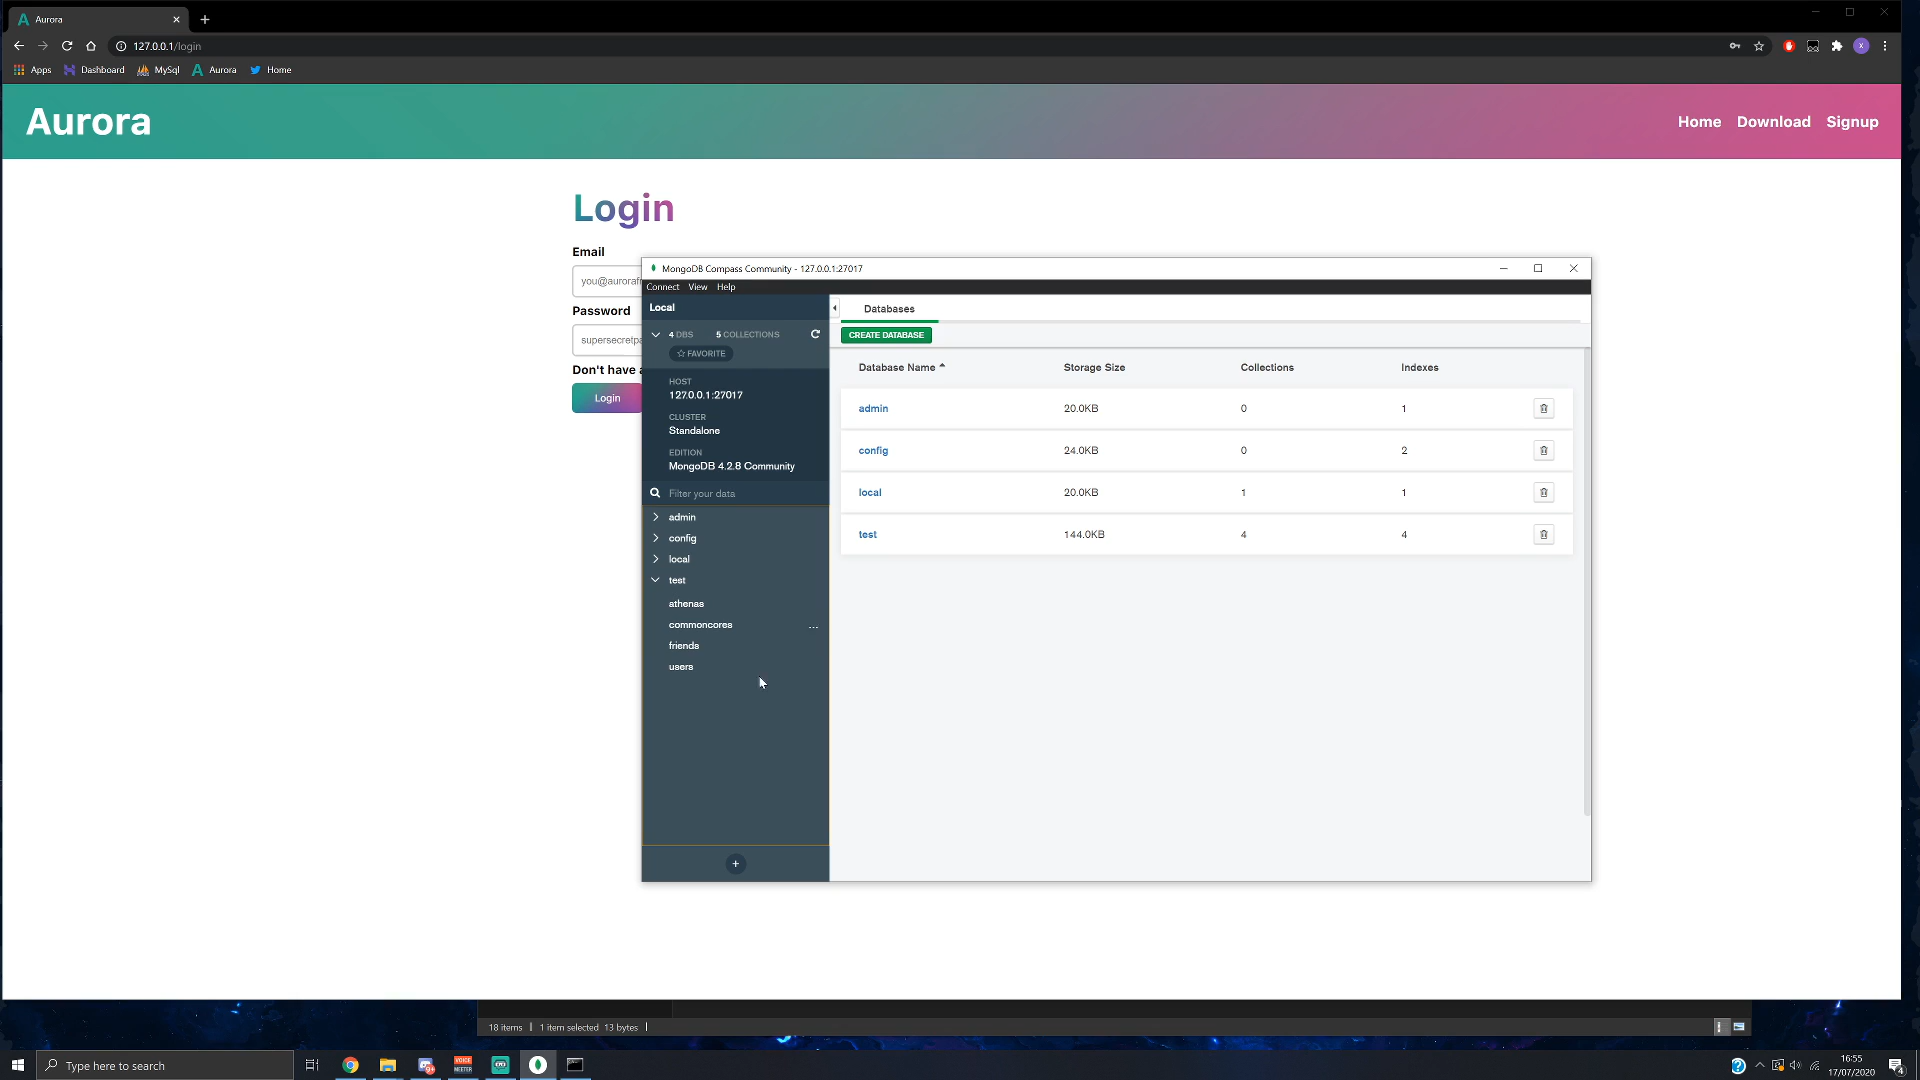 Aurora
127.0.0.1/login
Apps Dashboard MySql Aurora Home
Aurora
Home Download Signup
Login
Email
you@aurorafr
Password
supersecretpa
Don't have a
Login
MongoDB Compass Community - 127.0.0.1:27017
Connect View Help
Local
4 DBS 5 COLLECTIONS
FAVORITE
HOST
127.0.0.1:27017
CLUSTER
Standalone
EDITION
MongoDB 4.2.8 Community
Filter your data
admin
config
local
test
athenas
commoncores ...
friends
users
Databases
CREATE DATABASE
Database Name Storage Size Collections Indexes
admin 20.0KB 0 1
config 24.0KB 0 2
local 20.0KB 1 1
test 144.0KB 4 4
18 items 1 item selected 13 bytes
Type here to search
VOICE
MEETER
16:55
17/07/2020